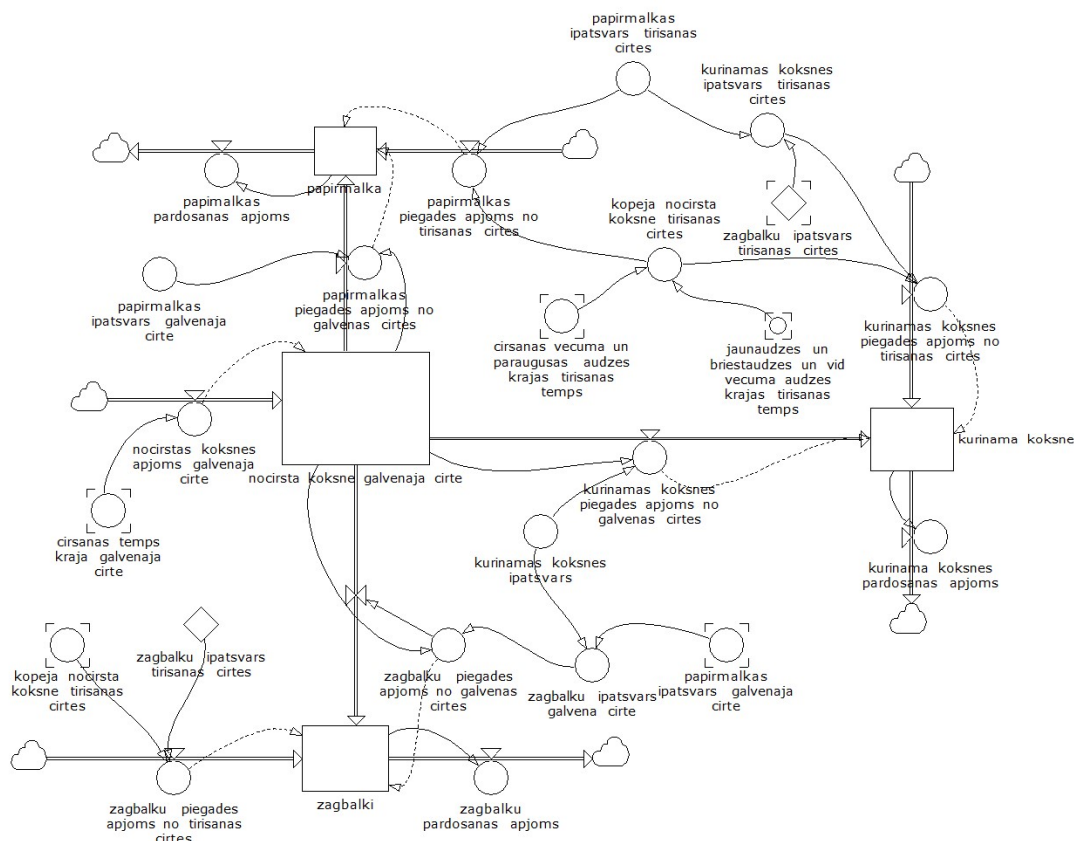 papirmalkas
ipatsvars tirisanas
cirtes
kurinamas koksnes
ipatsvars tirisanas
cirtes
papirmalka
papimalkas
pardosanas apjoms
papirmalkas
piegades apjoms no
tirisanas cirtes
kopeja nocirsta
koksne tirisanas
cirtes
zagbalku ipatsvars
tirisanas cirtes
papirmalkas
ipatsvars galvenaja
cirte
papirmalkas
piegades apjoms no
galvenas cirtes
cirsanas vecuma un
paraugusas audzes
krajas tirisanas
temps
jaunaudzes un
briestaudzes un vid
vecuma audzes
krajas tirisanas
temps
kurinamas koksnes
piegades apjoms no
tirisanas cirtes
nocirstas koksnes
apjoms galvenaja
cirte
nocirsta koksne galvenaja cirte
kurinama koksne
kurinamas koksnes
piegades apjoms no
galvenas cirtes
cirsanas temps
kraja galvenaja
cirte
kurinamas koksnes
ipatsvars
kurinama koksnes
pardosanas apjoms
kopeja nocirsta
koksne tirisanas
cirtes
zagbalku ipatsvars
tirisanas cirtes
zagbalku piegades
apjoms no galvenas
cirtes
zagbalku ipatsvars
galvena cirte
papirmalkas
ipatsvars galvenaja
cirte
zagbalku piegades
apjoms no tirisanas
cirtes
zagbalki
zagbalku
pardosanas apjoms